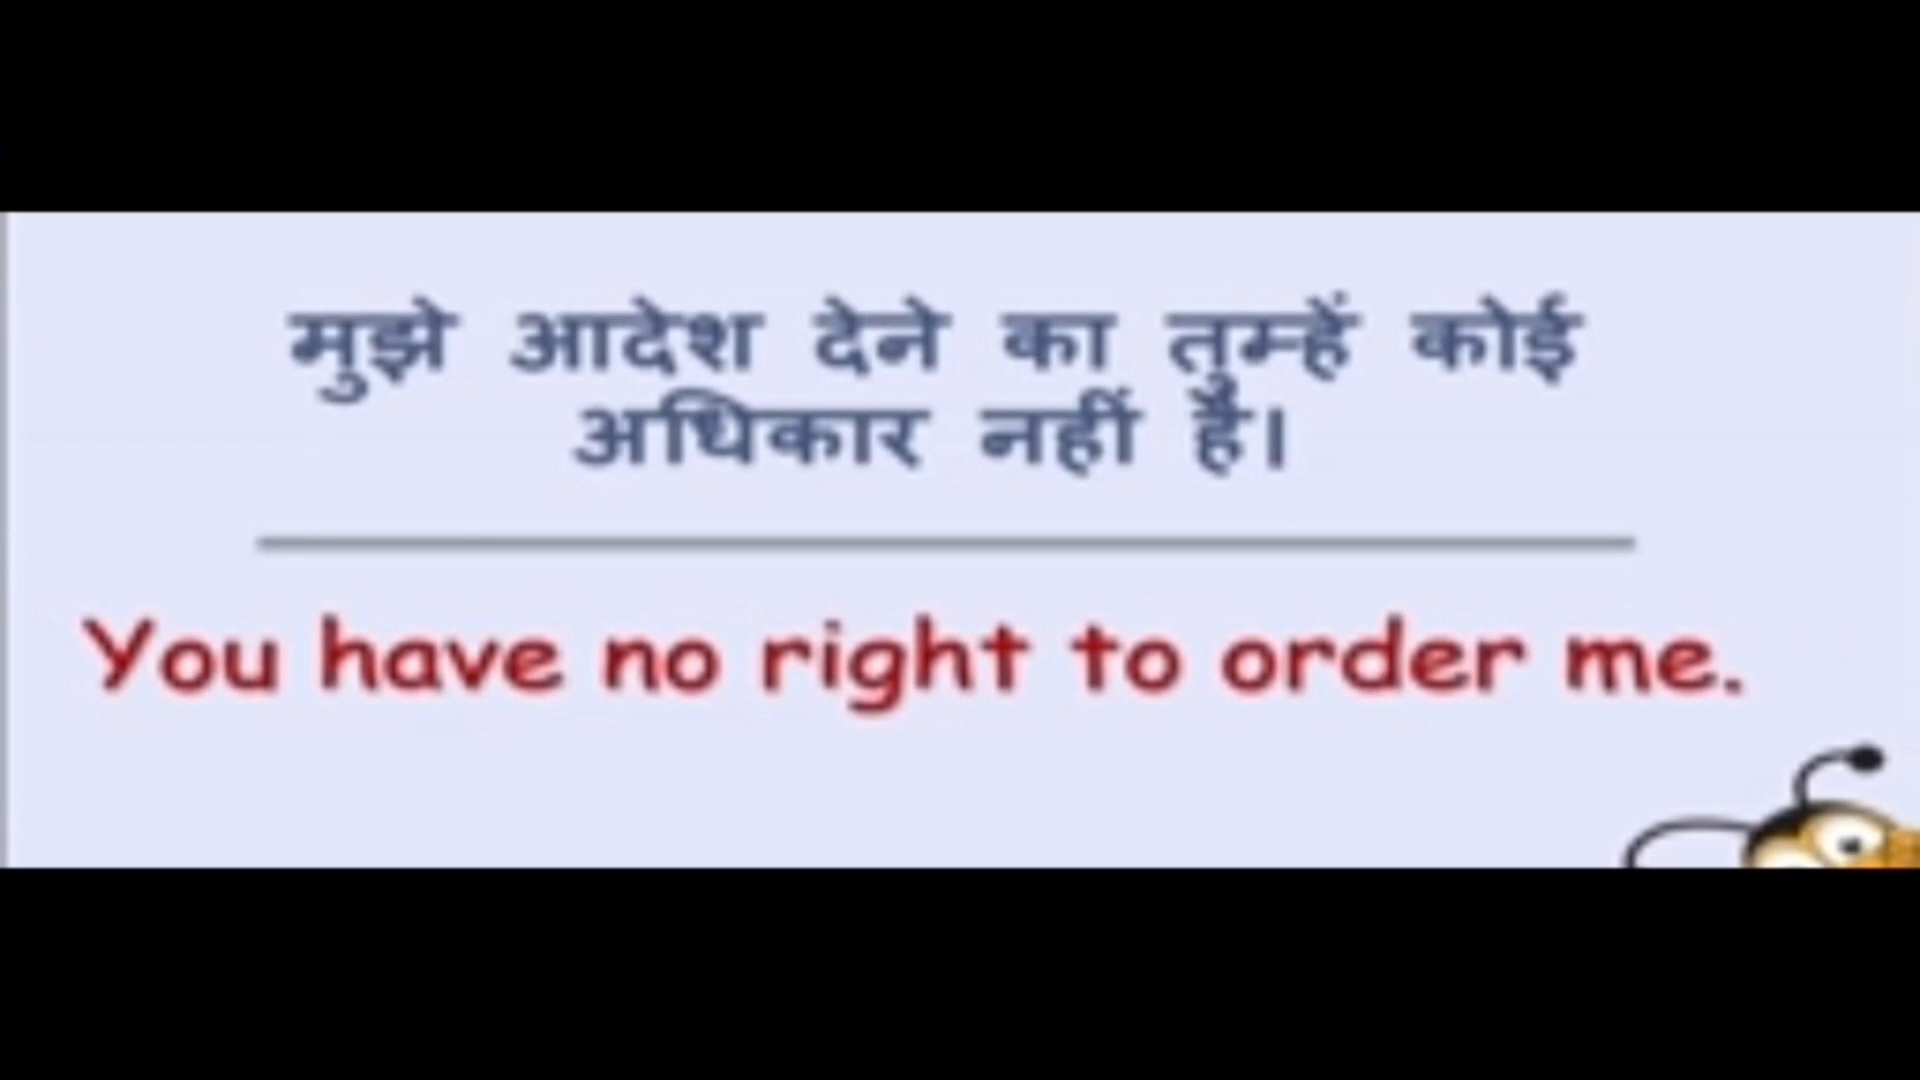 मुझे आदेश देने का तुम्हें कोई
अधिकार नहीं है।
You have no right to order me.